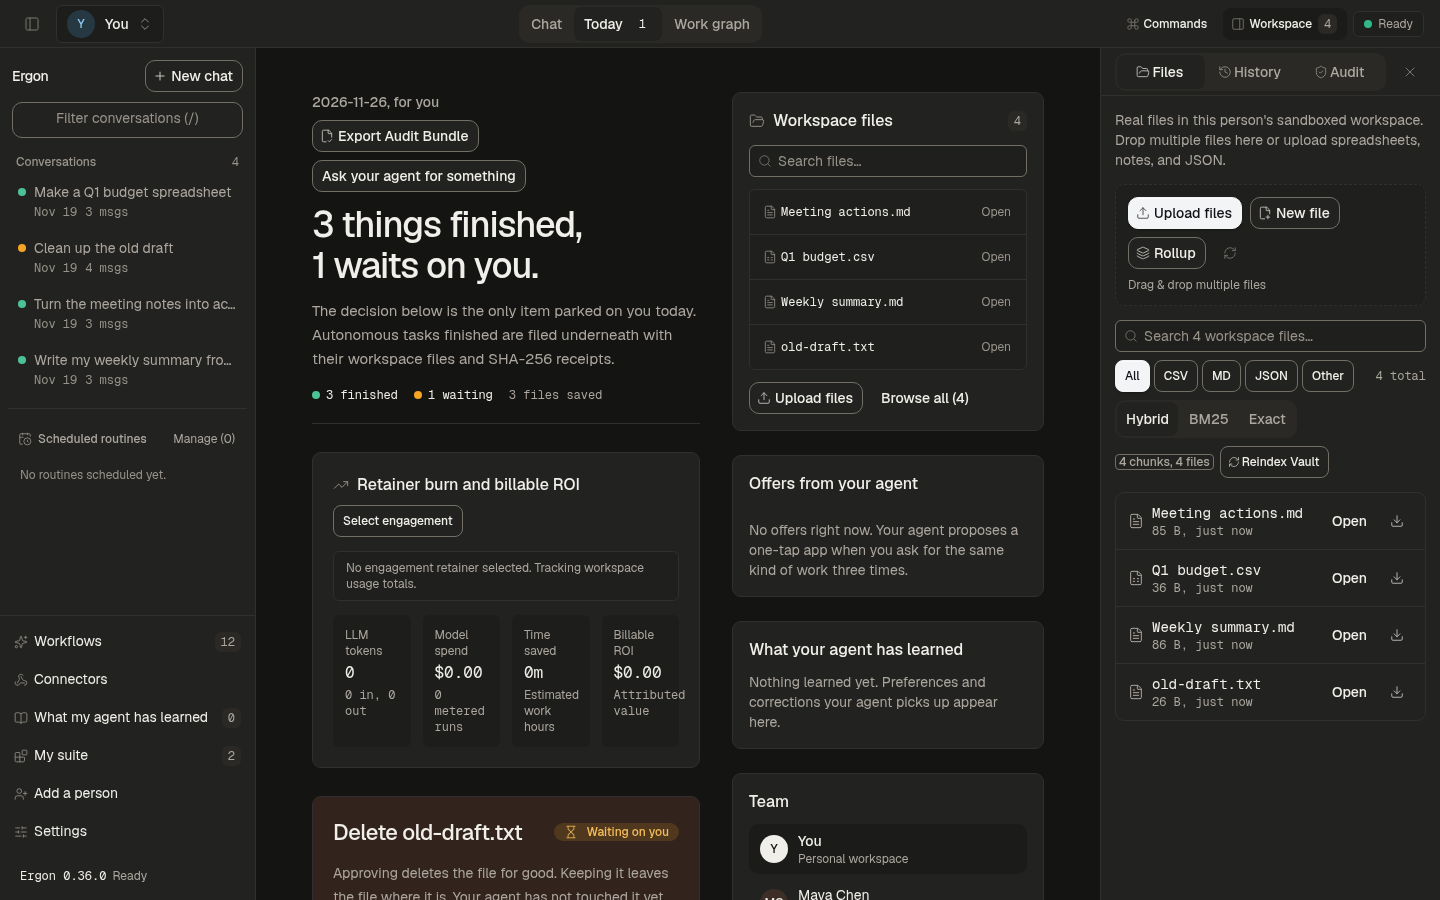 Y You
Chat Today 1 Work graph
Commands Workspace 4 Ready
Ergon
New chat
Filter conversations (/)
Conversations 4
Make a Q1 budget spreadsheet
Nov 19 3 msgs
Clean up the old draft
Nov 19 4 msgs
Turn the meeting notes into ac…
Nov 19 3 msgs
Write my weekly summary fro…
Nov 19 3 msgs
Scheduled routines Manage (0)
No routines scheduled yet.
Workflows 12
Connectors
What my agent has learned 0
My suite 2
Add a person
Settings
Ergon 0.36.0 Ready
2026-11-26, for you
Export Audit Bundle
Ask your agent for something
3 things finished,
1 waits on you.
The decision below is the only item parked on you today.
Autonomous tasks finished are filed underneath with
their workspace files and SHA-256 receipts.
3 finished 1 waiting 3 files saved
Retainer burn and billable ROI
Select engagement
No engagement retainer selected. Tracking workspace
usage totals.
LLM
tokens
0
0 in, 0
out
Model
spend
$0.00
0
metered
runs
Time
saved
0m
Estimated
work
hours
Billable
ROI
$0.00
Attributed
value
Delete old-draft.txt Waiting on you
Approving deletes the file for good. Keeping it leaves
the file where it is. Your agent has not touched it yet.
Workspace files 4
Search files…
Meeting actions.md Open
Q1 budget.csv Open
Weekly summary.md Open
old-draft.txt Open
Upload files Browse all (4)
Offers from your agent
No offers right now. Your agent proposes a
one-tap app when you ask for the same
kind of work three times.
What your agent has learned
Nothing learned yet. Preferences and
corrections your agent picks up appear
here.
Team
Y You
Personal workspace
Maya Chen
Files History Audit
Real files in this person's sandboxed workspace.
Drop multiple files here or upload spreadsheets,
notes, and JSON.
Upload files New file
Rollup
Drag & drop multiple files
Search 4 workspace files…
All CSV MD JSON Other 4 total
Hybrid BM25 Exact
4 chunks, 4 files Reindex Vault
Meeting actions.md Open
85 B, just now
Q1 budget.csv Open
36 B, just now
Weekly summary.md Open
86 B, just now
old-draft.txt Open
26 B, just now